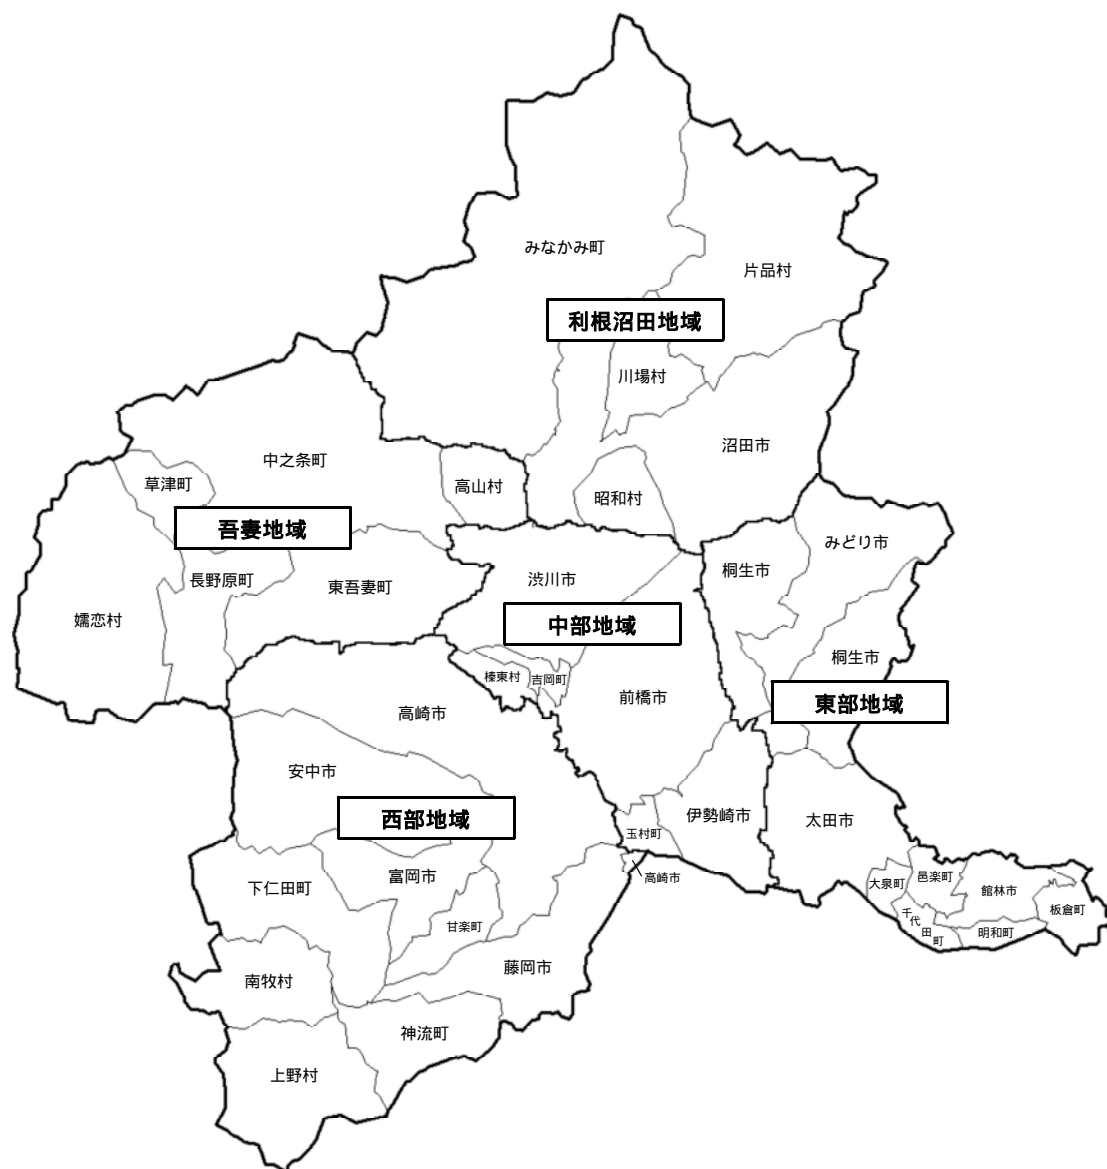 みなかみ町
片品村
利根沼田地域
川場村
沼田市
昭和村
中之条町
草津町
高山村
吾妻地域
長野原町
東吾妻町
嬬恋村
渋川市
中部地域
榛東村
吉岡町
前橋市
伊勢崎市
玉村町
みどり市
桐生市
桐生市
東部地域
太田市
大泉町
邑楽町
館林市
板倉町
千代田町
明和町
高崎市
安中市
西部地域
高崎市
富岡市
下仁田町
甘楽町
藤岡市
南牧村
神流町
上野村